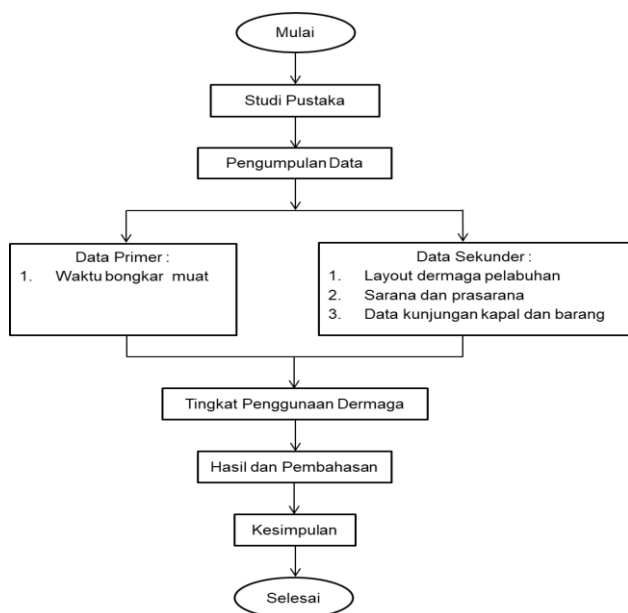 Mulai
Studi Pustaka
Pengumpulan Data
Data Primer :
1. Waktu bongkar muat
Data Sekunder :
1. Layout dermaga pelabuhan
2. Sarana dan prasarana
3. Data kunjungan kapal dan barang
Tingkat Penggunaan Dermaga
Hasil dan Pembahasan
Kesimpulan
Selesai